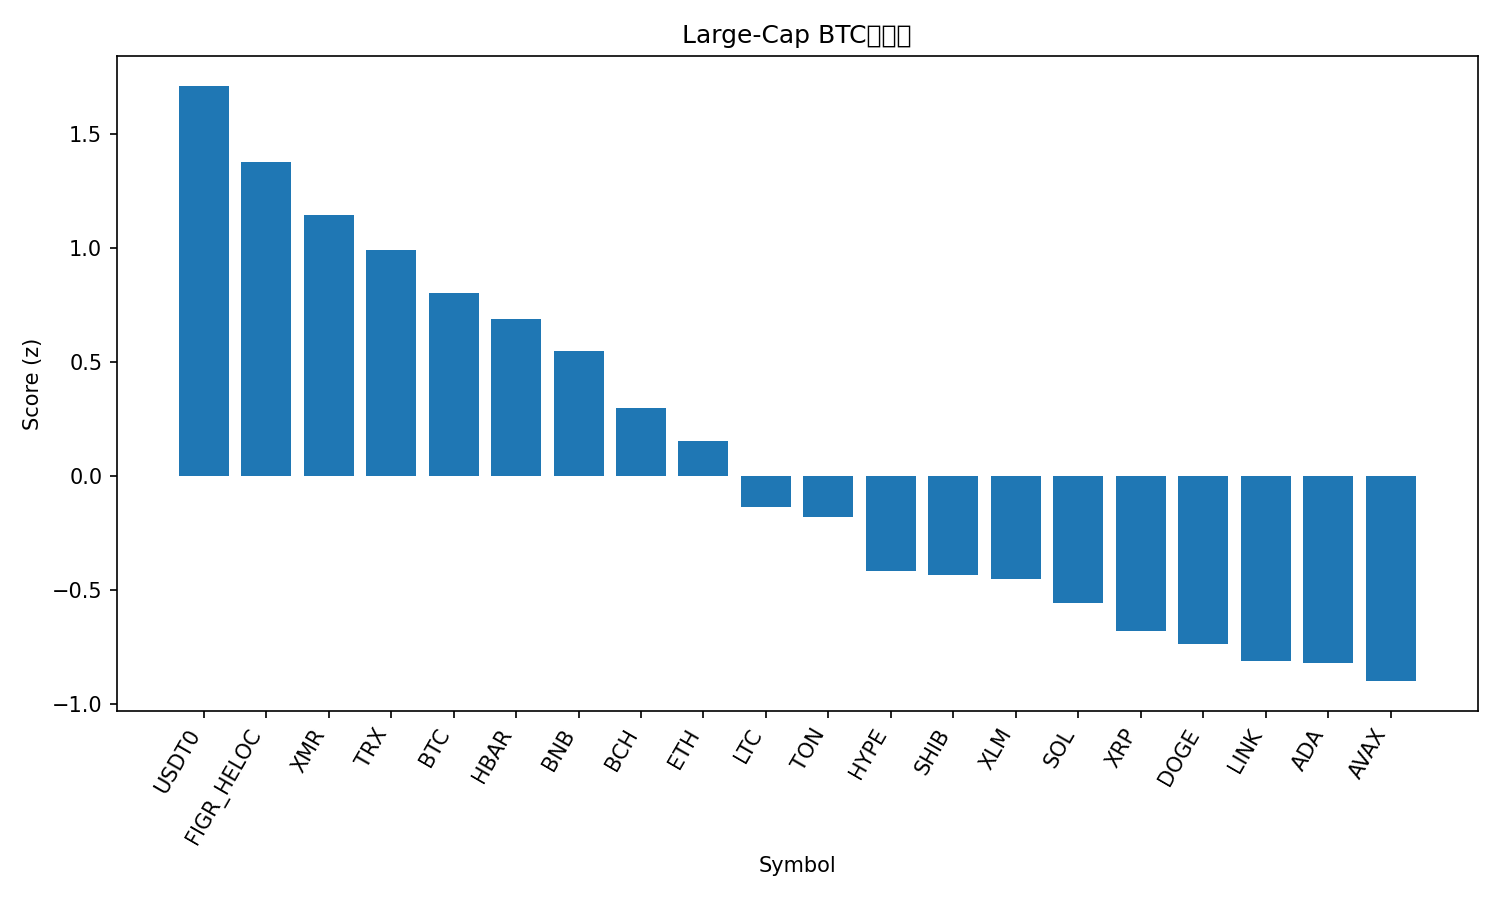 Large-Cap BTC
Score (z)
1.5
1.0
0.5
0.0
−0.5
−1.0
USDT0
FIGR_HELOC
XMR
TRX
BTC
HBAR
BNB
BCH
ETH
LTC
TON
HYPE
SHIB
XLM
SOL
XRP
DOGE
LINK
ADA
AVAX
Symbol